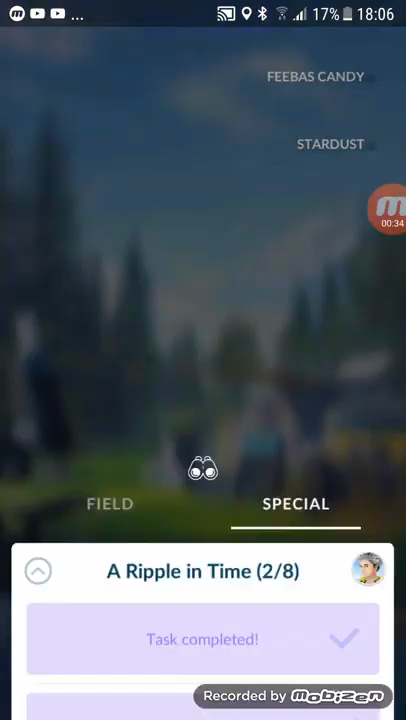 ... 17% 18:06
FEEBAS CANDY
STARDUST
00:34
FIELD
SPECIAL
A Ripple in Time (2/8)
Task completed!
Recorded by mobizen